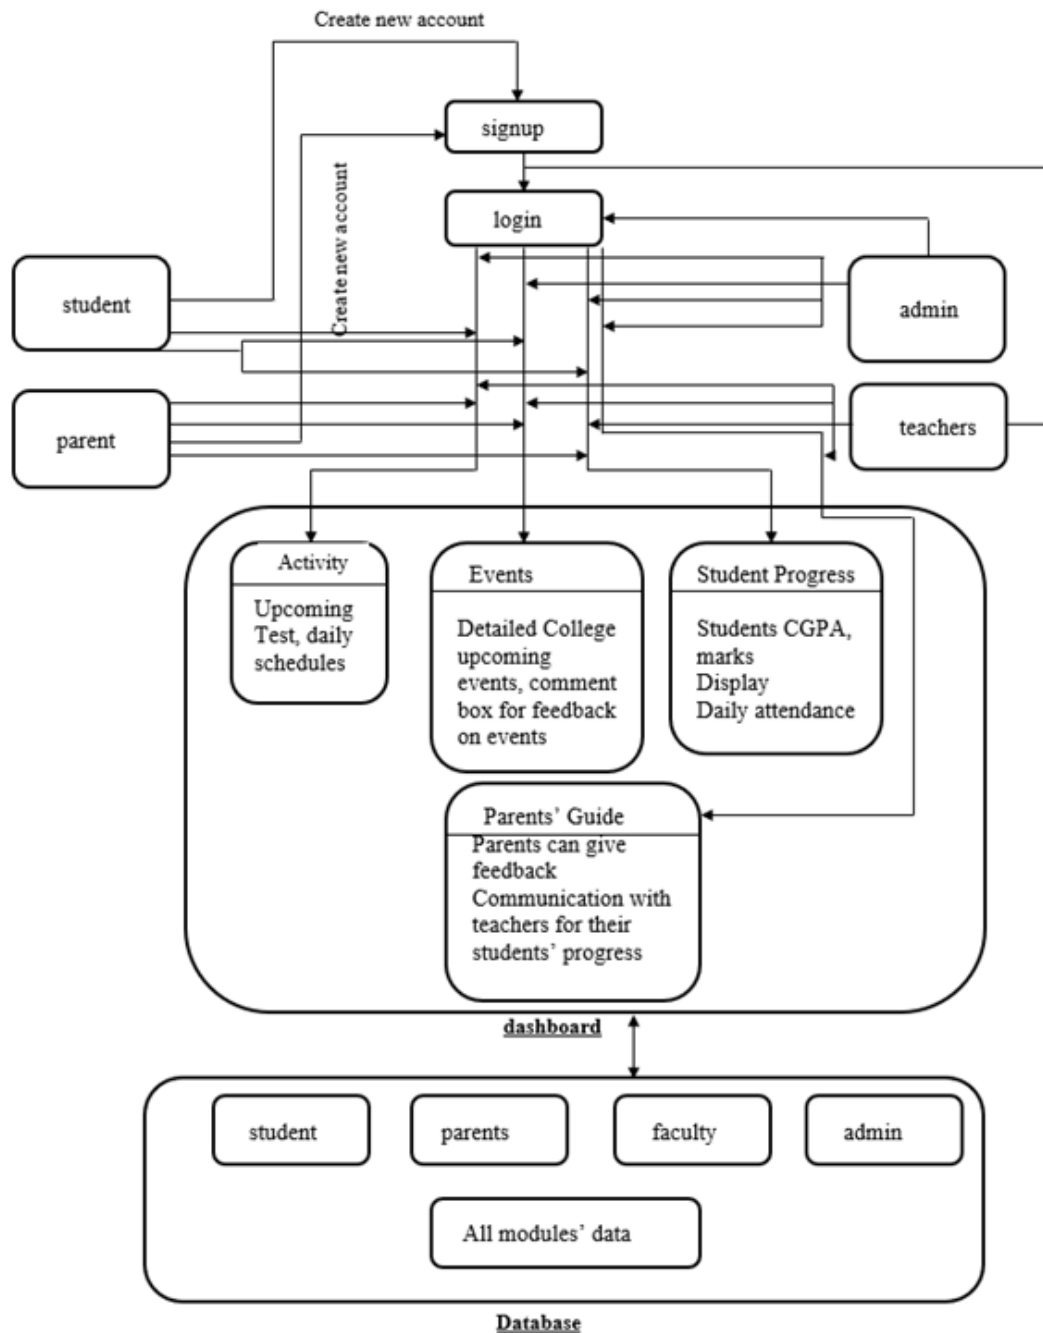 Create new account
signup
Create new account
login
student
admin
parent
teachers
Activity
Upcoming
Test, daily
schedules
Events
Detailed College
upcoming
events, comment
box for feedback
on events
Student Progress
Students CGPA,
marks
Display
Daily attendance
Parents’ Guide
Parents can give
feedback
Communication with
teachers for their
students’ progress
dashboard
student
parents
faculty
admin
All modules’ data
Database